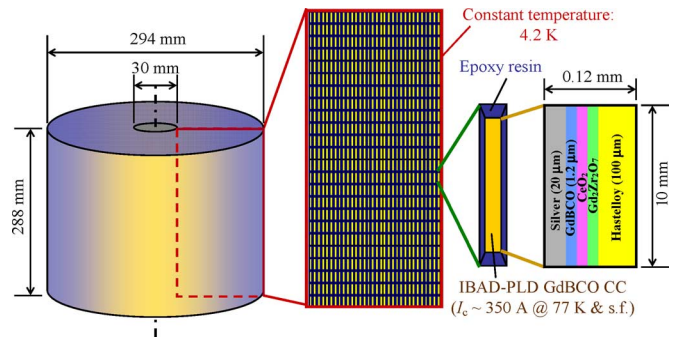 294 mm
30 mm
288 mm
Constant temperature:
4.2 K
Epoxy resin
0.12 mm
Silver (20 μm)
GdBCO (1.2 μm)
CeO₂
Gd₂Zr₂O₇
Hastelloy (100 μm)
10 mm
IBAD-PLD GdBCO CC
(I_c ~ 350 A @ 77 K & s.f.)